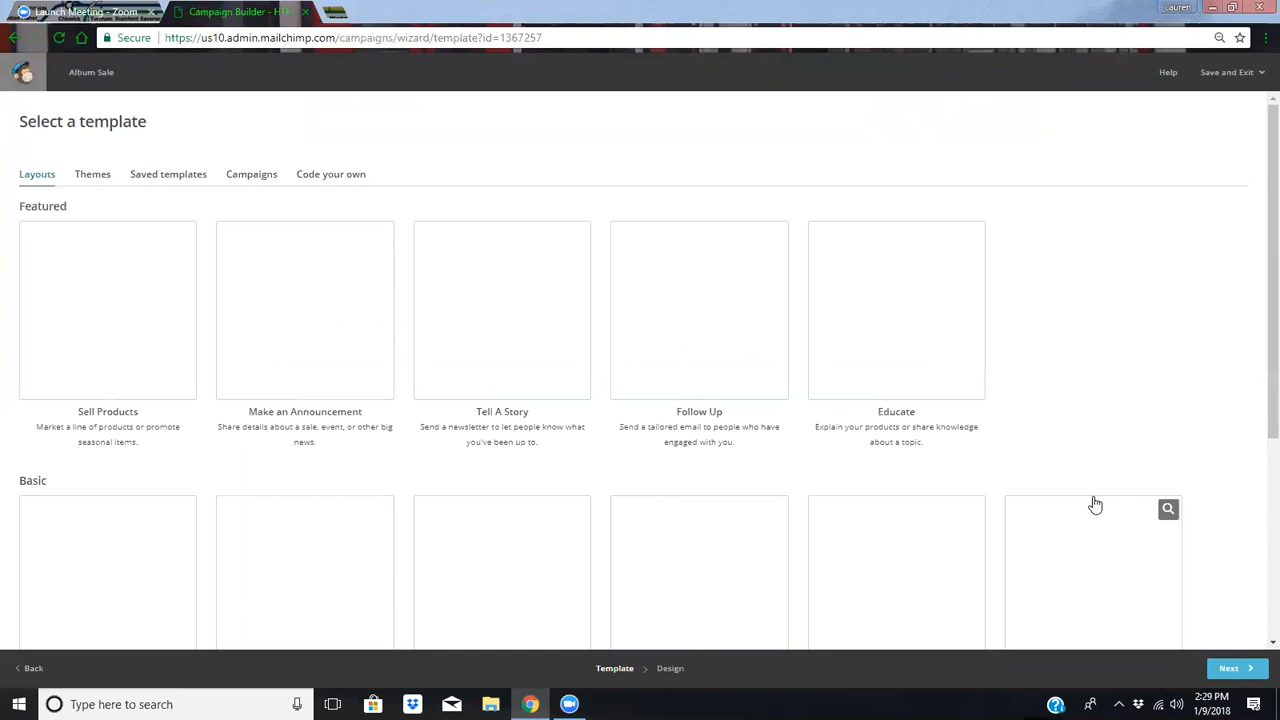 Launch Meeting - Zoom
Campaign Builder - HTM
Lauren
Secure
https://us10.admin.mailchimp.com/campaigns/wizard/template?id=1367257
Album Sale
Help
Save and Exit
Select a template
Layouts
Themes
Saved templates
Campaigns
Code your own
Featured
Sell Products
Market a line of products or promote
seasonal items.
Make an Announcement
Share details about a sale, event, or other big
news.
Tell A Story
Send a newsletter to let people know what
you've been up to.
Follow Up
Send a tailored email to people who have
engaged with you.
Educate
Explain your products or share knowledge
about a topic.
Basic
Back
Template
Design
Next
Type here to search
2:29 PM
1/9/2018